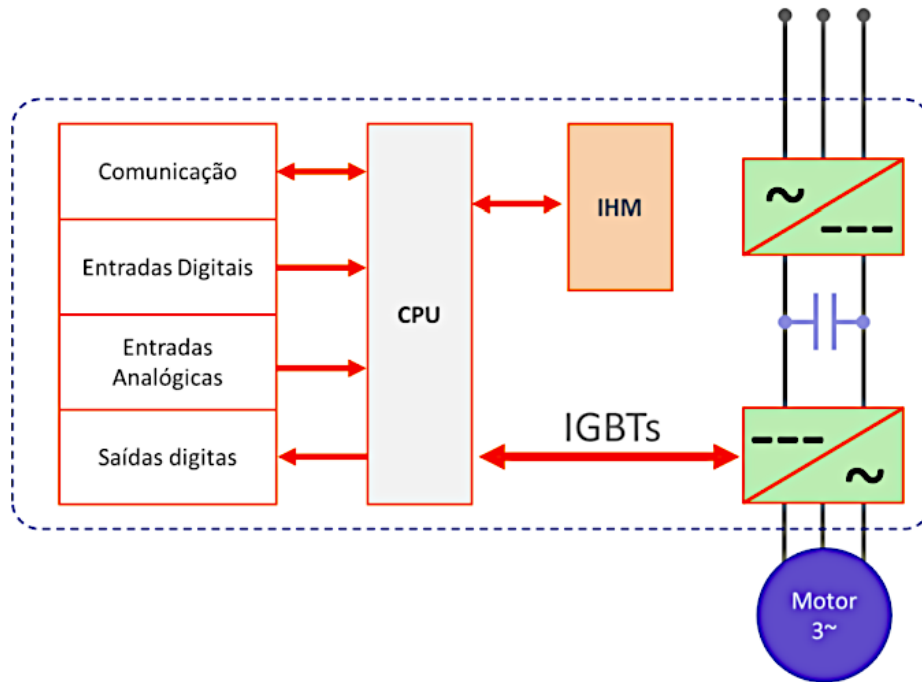 Comunicação
Entradas Digitais
Entradas
Analógicas
Saídas digitas
CPU
IHM
IGBTs
Motor
3~